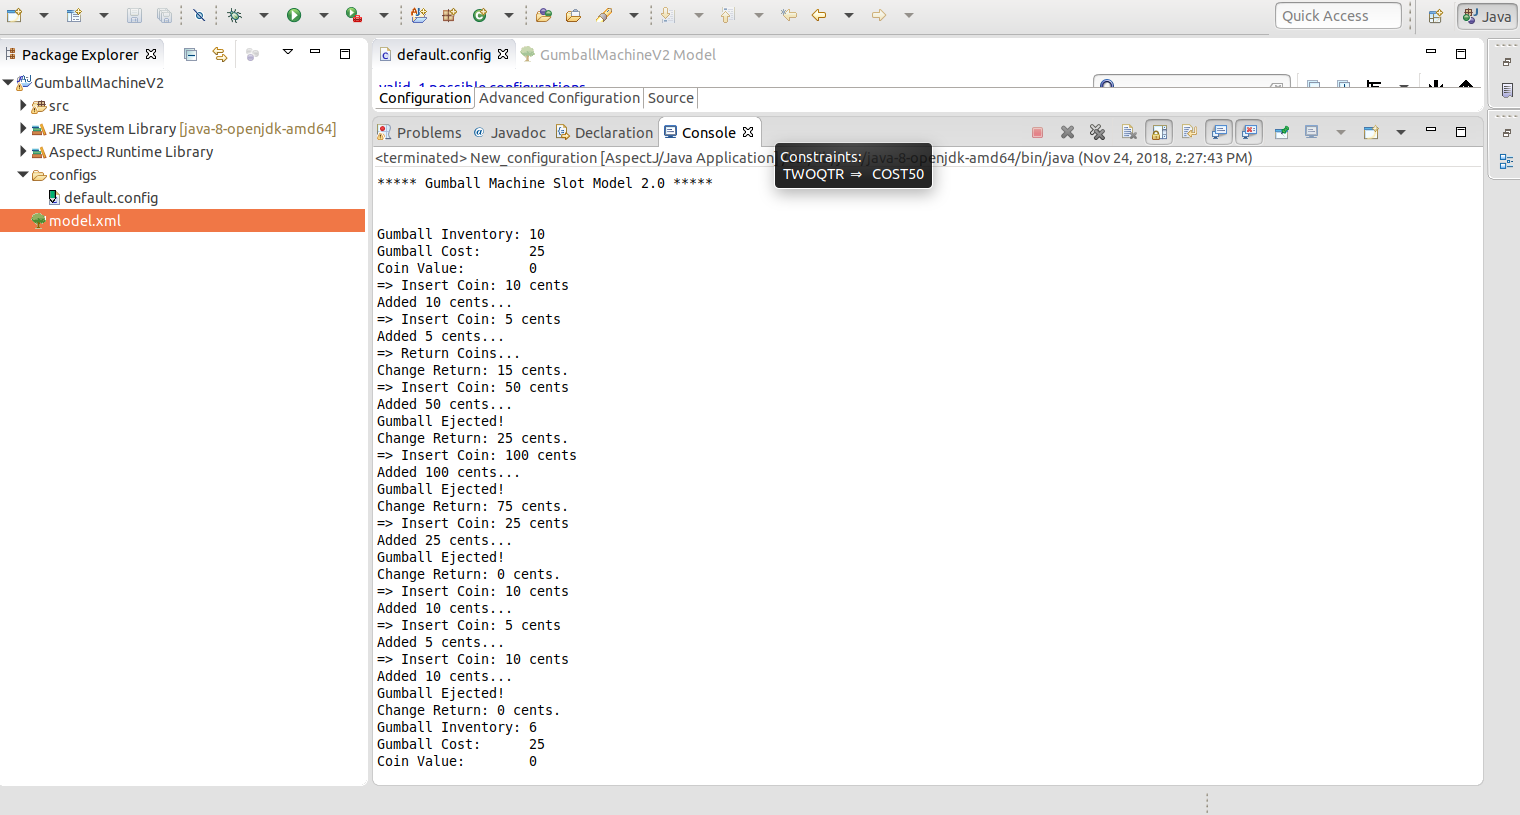 Quick Access
Java
Package Explorer
default.config
GumballMachineV2 Model
GumballMachineV2
valid, 1 possible configurations
src
Configuration
Advanced Configuration
Source
JRE System Library [java-8-openjdk-amd64]
Problems
@ Javadoc
Declaration
Console
AspectJ Runtime Library
<terminated> New_configuration [AspectJ/Java Application] /java-8-openjdk-amd64/bin/java (Nov 24, 2018, 2:27:43 PM)
Constraints:
TWOQTR ⇒ COST50
configs
default.config
model.xml
***** Gumball Machine Slot Model 2.0 *****
Gumball Inventory: 10
Gumball Cost: 25
Coin Value: 0
=> Insert Coin: 10 cents
Added 10 cents...
=> Insert Coin: 5 cents
Added 5 cents...
=> Return Coins...
Change Return: 15 cents.
=> Insert Coin: 50 cents
Added 50 cents...
Gumball Ejected!
Change Return: 25 cents.
=> Insert Coin: 100 cents
Added 100 cents...
Gumball Ejected!
Change Return: 75 cents.
=> Insert Coin: 25 cents
Added 25 cents...
Gumball Ejected!
Change Return: 0 cents.
=> Insert Coin: 10 cents
Added 10 cents...
=> Insert Coin: 5 cents
Added 5 cents...
=> Insert Coin: 10 cents
Added 10 cents...
Gumball Ejected!
Change Return: 0 cents.
Gumball Inventory: 6
Gumball Cost: 25
Coin Value: 0